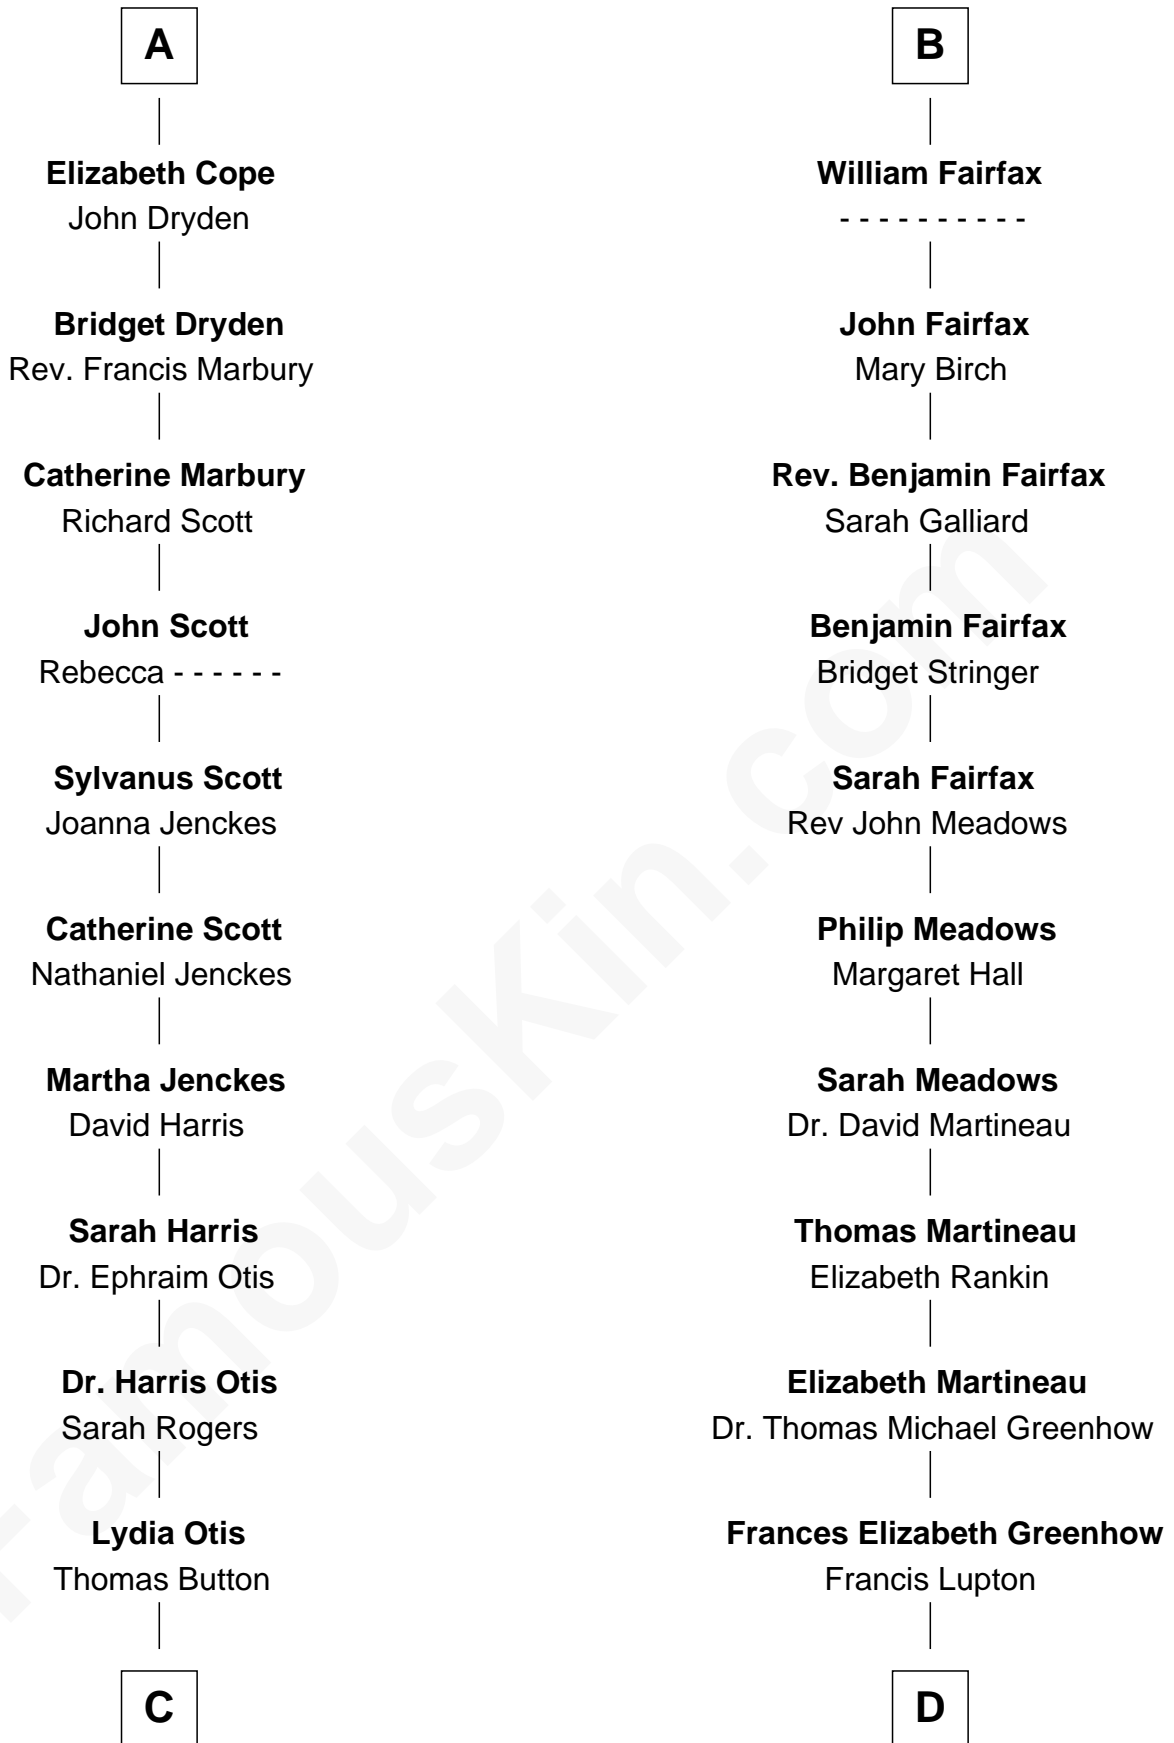 A
Elizabeth Cope
John Dryden
Bridget Dryden
Rev. Francis Marbury
Catherine Marbury
Richard Scott
John Scott
Rebecca - - - - - -
Sylvanus Scott
Joanna Jenckes
Catherine Scott
Nathaniel Jenckes
Martha Jenckes
David Harris
Sarah Harris
Dr. Ephraim Otis
Dr. Harris Otis
Sarah Rogers
Lydia Otis
Thomas Button
C
B
William Fairfax
- - - - - - - - - -
John Fairfax
Mary Birch
Rev. Benjamin Fairfax
Sarah Galliard
Benjamin Fairfax
Bridget Stringer
Sarah Fairfax
Rev John Meadows
Philip Meadows
Margaret Hall
Sarah Meadows
Dr. David Martineau
Thomas Martineau
Elizabeth Rankin
Elizabeth Martineau
Dr. Thomas Michael Greenhow
Frances Elizabeth Greenhow
Francis Lupton
D
FamousKin.com